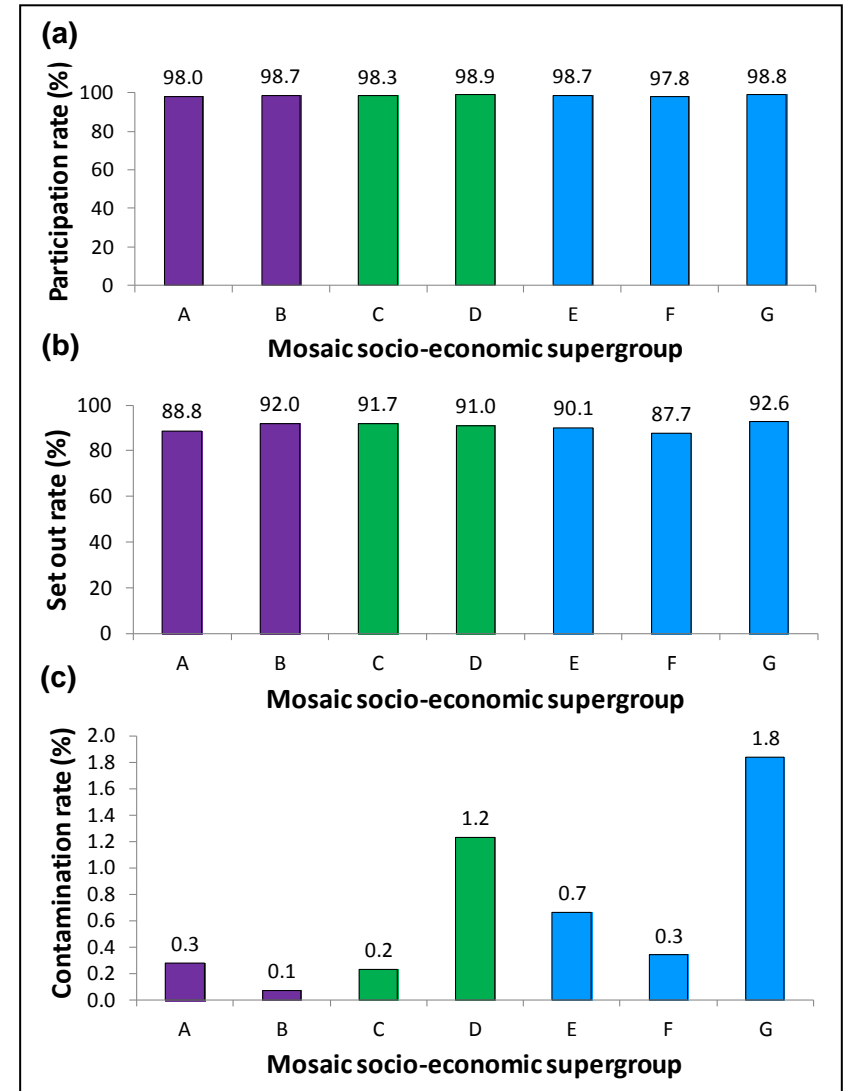 (a)
Participation rate (%)
100
80
60
40
20
0
98.0 98.7 98.3 98.9 98.7 97.8 98.8
A B C D E F G
Mosaic socio-economic supergroup
(b)
Set out rate (%)
100
80
60
40
20
0
88.8 92.0 91.7 91.0 90.1 87.7 92.6
A B C D E F G
Mosaic socio-economic supergroup
(c)
Contamination rate (%)
2.0
1.8
1.6
1.4
1.2
1.0
0.8
0.6
0.4
0.2
0.0
0.3 0.1 0.2 1.2 0.7 0.3 1.8
A B C D E F G
Mosaic socio-economic supergroup